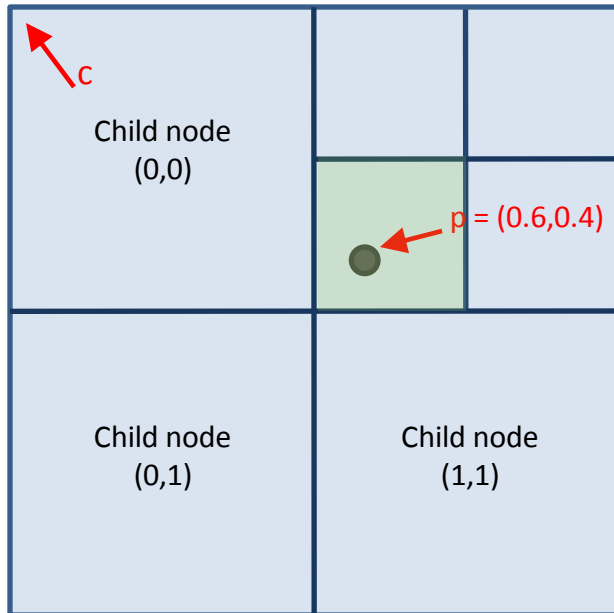 C
Child node
(0,0)
p = (0.6,0.4)
Child node
(0,1)
Child node
(1,1)